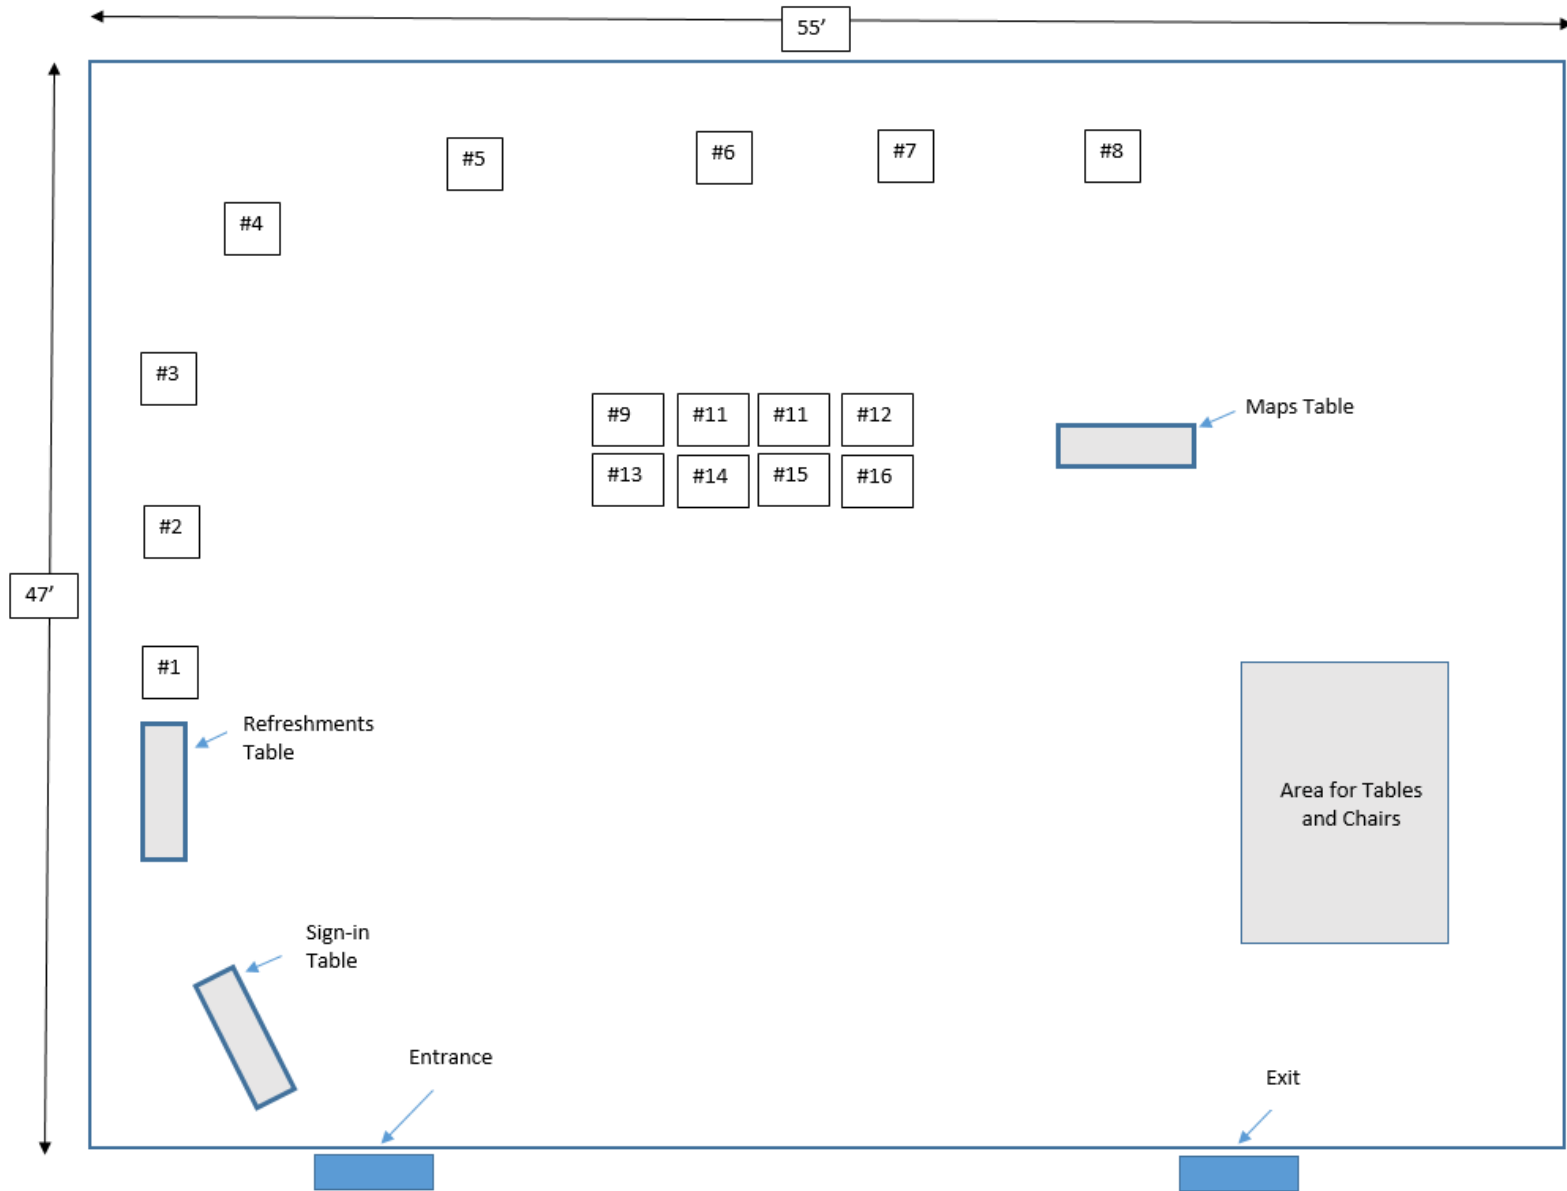 55’
#5
#6
#7
#8
#4
#3
#9
#11
#11
#12
Maps Table
#13
#14
#15
#16
#2
47’
#1
Refreshments
Table
Area for Tables
and Chairs
Sign-in
Table
Entrance
Exit